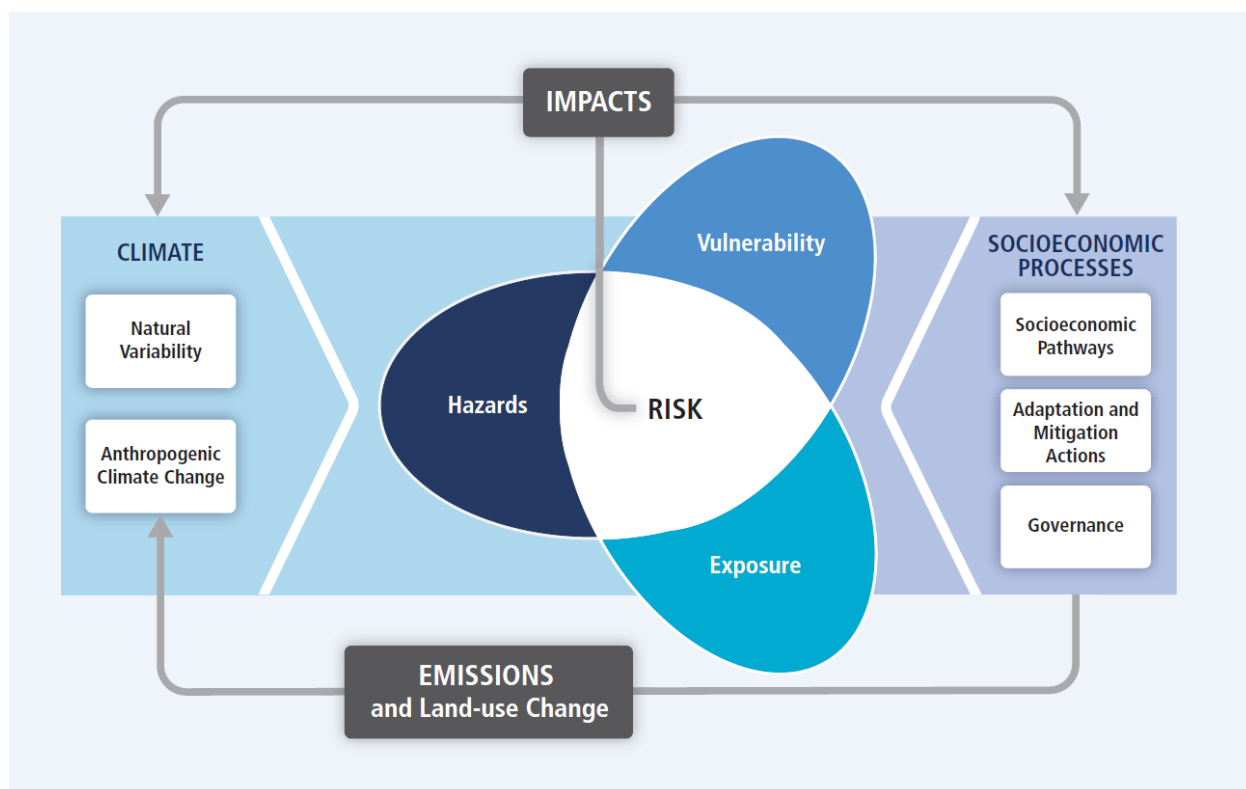 IMPACTS
CLIMATE
Natural
Variability
Anthropogenic
Climate Change
Vulnerability
Hazards
RISK
Exposure
SOCIOECONOMIC
PROCESSES
Socioeconomic
Pathways
Adaptation and
Mitigation
Actions
Governance
EMISSIONS
and Land-use Change